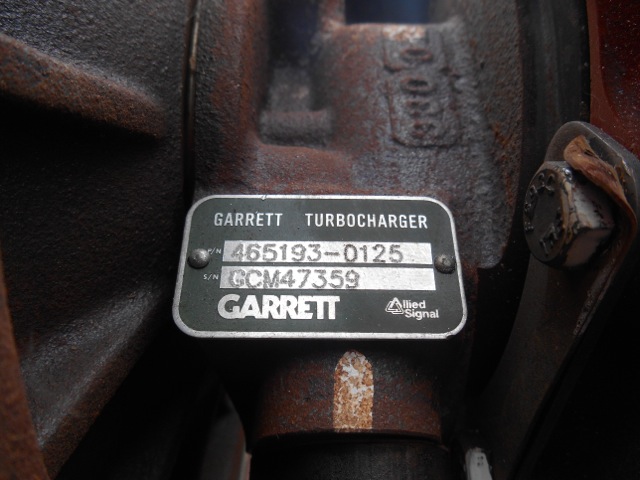 GARRETT TURBOCHARGER
P/N 465193-0125
S/N GCM47359
GARRETT Allied Signal